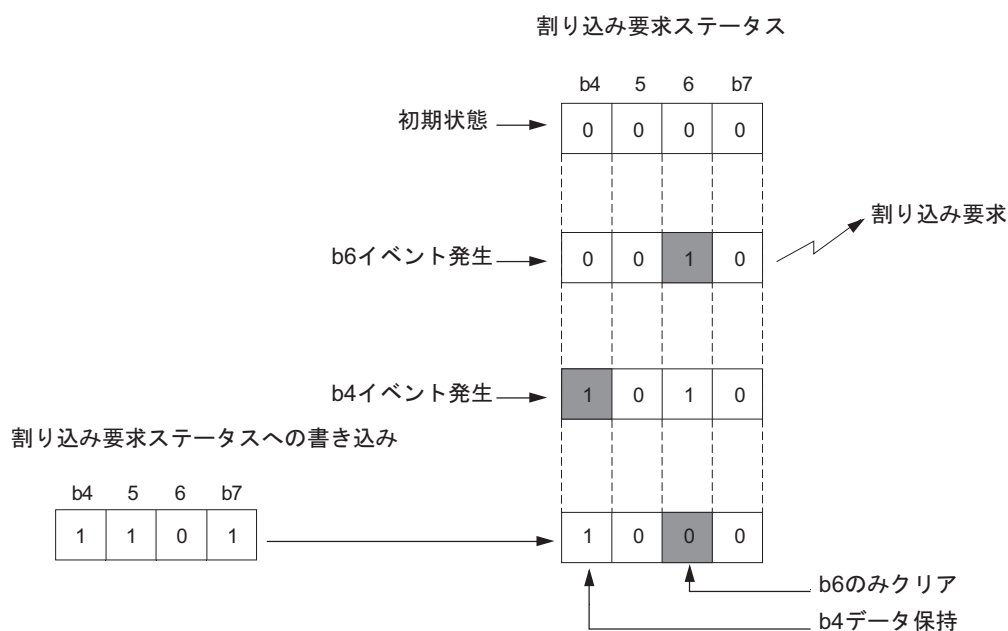 割り込み要求ステータス
b4 5 6 b7
初期状態 0 0 0 0
割り込み要求
b6イベント発生 0 0 1 0
b4イベント発生 1 0 1 0
割り込み要求ステータスへの書き込み
b4 5 6 b7
1 1 0 1
1 0 0 0
b6のみクリア
b4データ保持